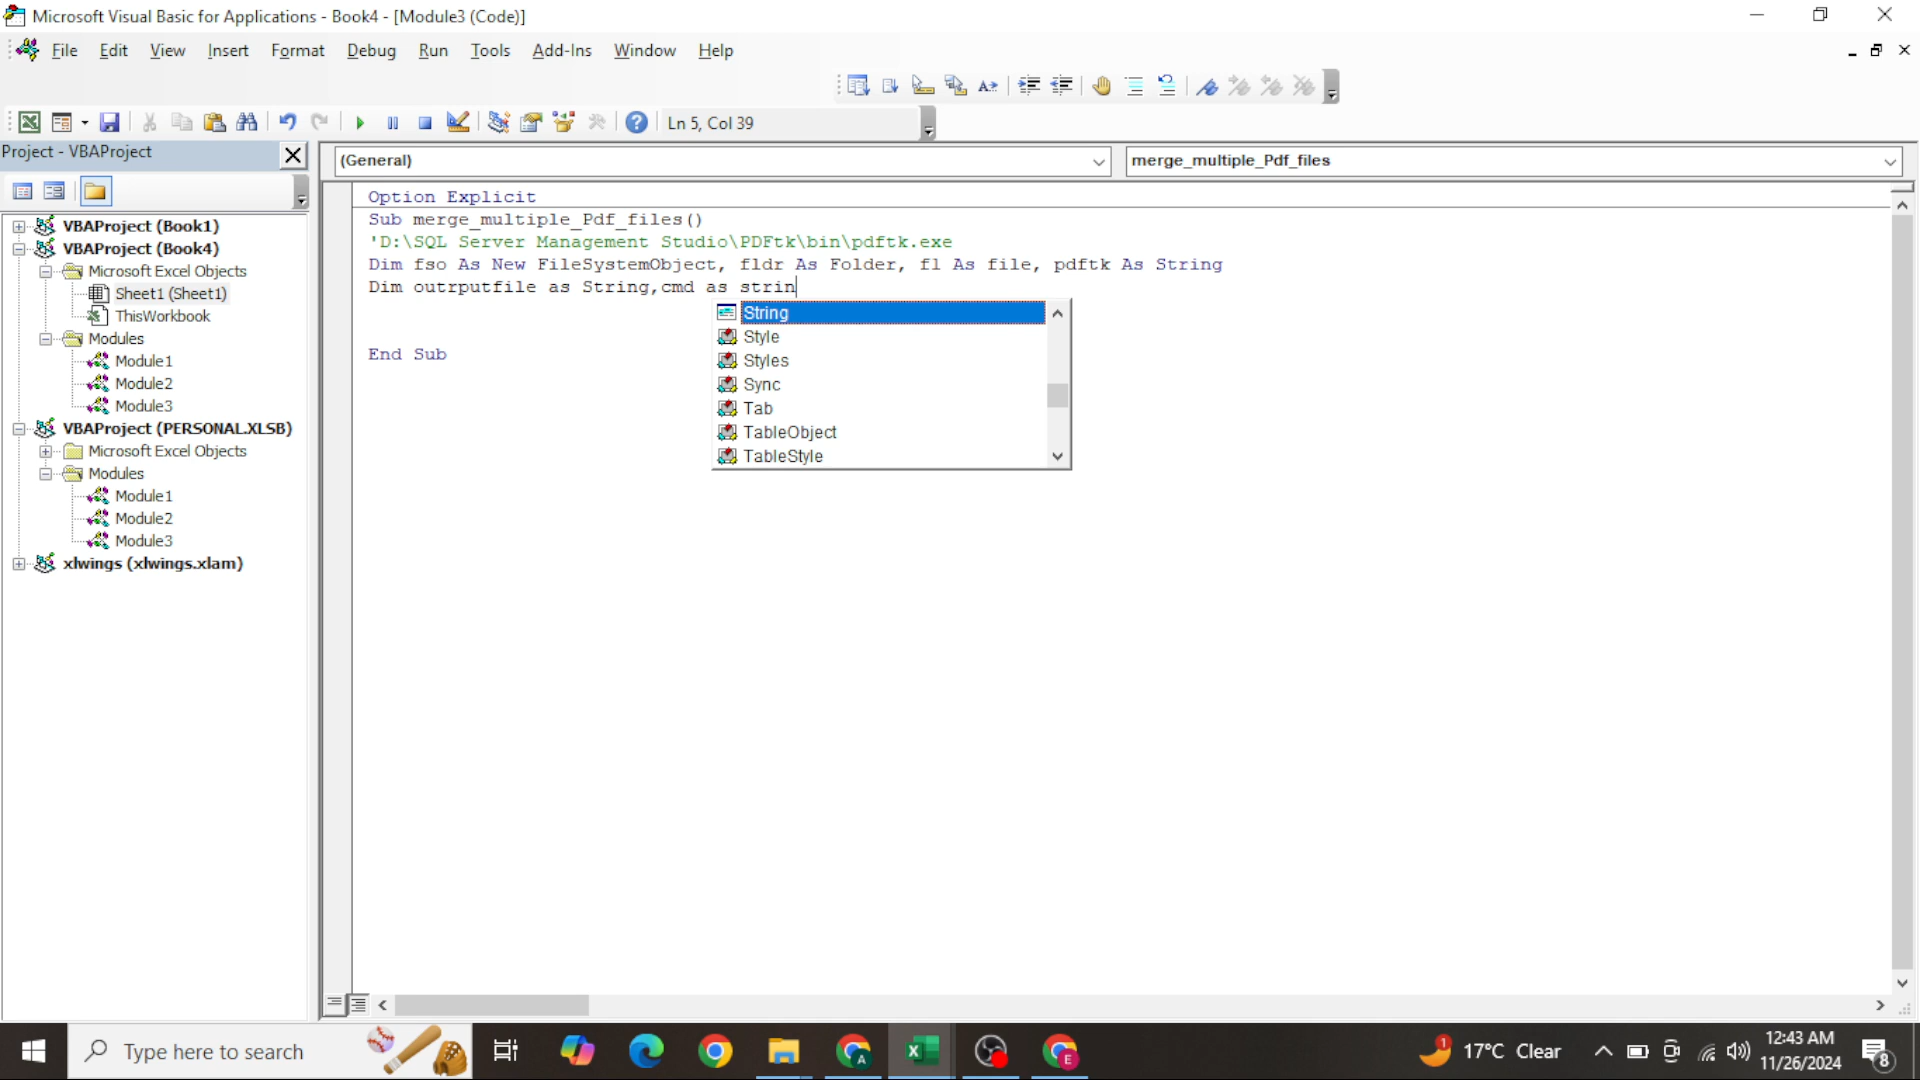 Microsoft Visual Basic for Applications - Book4 - [Module3 (Code)]
File Edit View Insert Format Debug Run Tools Add-Ins Window Help
Ln 5, Col 39
Project - VBAProject
(General) merge_multiple_Pdf_files
VBAProject (Book1)
VBAProject (Book4)
Microsoft Excel Objects
Sheet1 (Sheet1)
ThisWorkbook
Modules
Module1
Module2
Module3
VBAProject (PERSONAL.XLSB)
Microsoft Excel Objects
Modules
Module1
Module2
Module3
xlwings (xlwings.xlam)
Option Explicit
Sub merge_multiple_Pdf_files()
'D:\SQL Server Management Studio\PDFtk\bin\pdftk.exe
Dim fso As New FileSystemObject, fldr As Folder, fl As file, pdftk As String
Dim outrputfile as String,cmd as strin
String
Style
Styles
Sync
Tab
TableObject
TableStyle
End Sub
Type here to search
A
E
1
17°C Clear
12:43 AM
11/26/2024
8